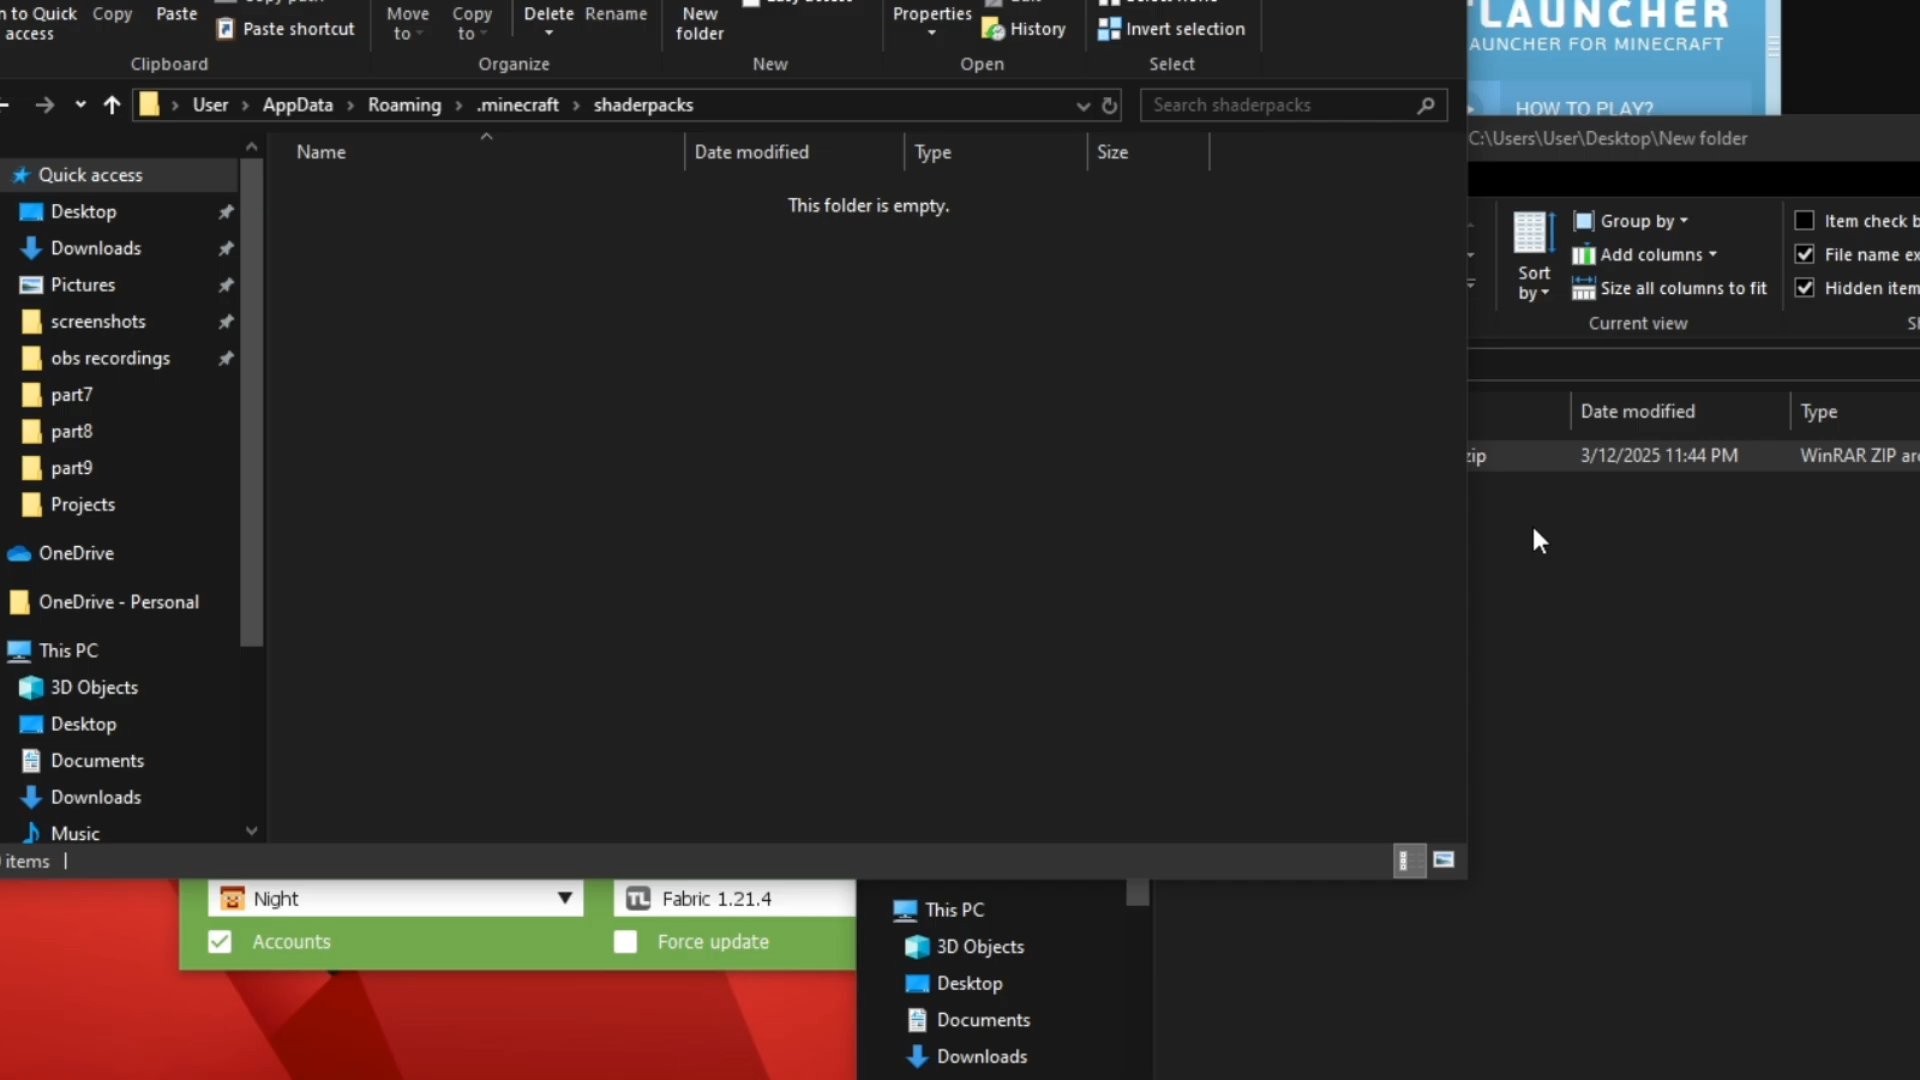 n to Quick
access
Copy
Paste
Paste shortcut
Move
to
Copy
to
Delete
Rename
New
folder
Properties
History
Invert selection
Clipboard
Organize
New
Open
Select
LAUNCHER
AUNCHER FOR MINECRAFT
HOW TO PLAY?
User > AppData > Roaming > .minecraft > shaderpacks
Search shaderpacks
C:\Users\User\Desktop\New folder
Name
Date modified
Type
Size
This folder is empty.
Quick access
Desktop
Downloads
Pictures
screenshots
obs recordings
part7
part8
part9
Projects
OneDrive
OneDrive - Personal
This PC
3D Objects
Desktop
Documents
Downloads
Music
items
Sort
by
Group by
Add columns
Size all columns to fit
Current view
Item check b
File name ex
Hidden item
Date modified
Type
zip
3/12/2025 11:44 PM
WinRAR ZIP arc
Night
TL
Fabric 1.21.4
Accounts
Force update
This PC
3D Objects
Desktop
Documents
Downloads